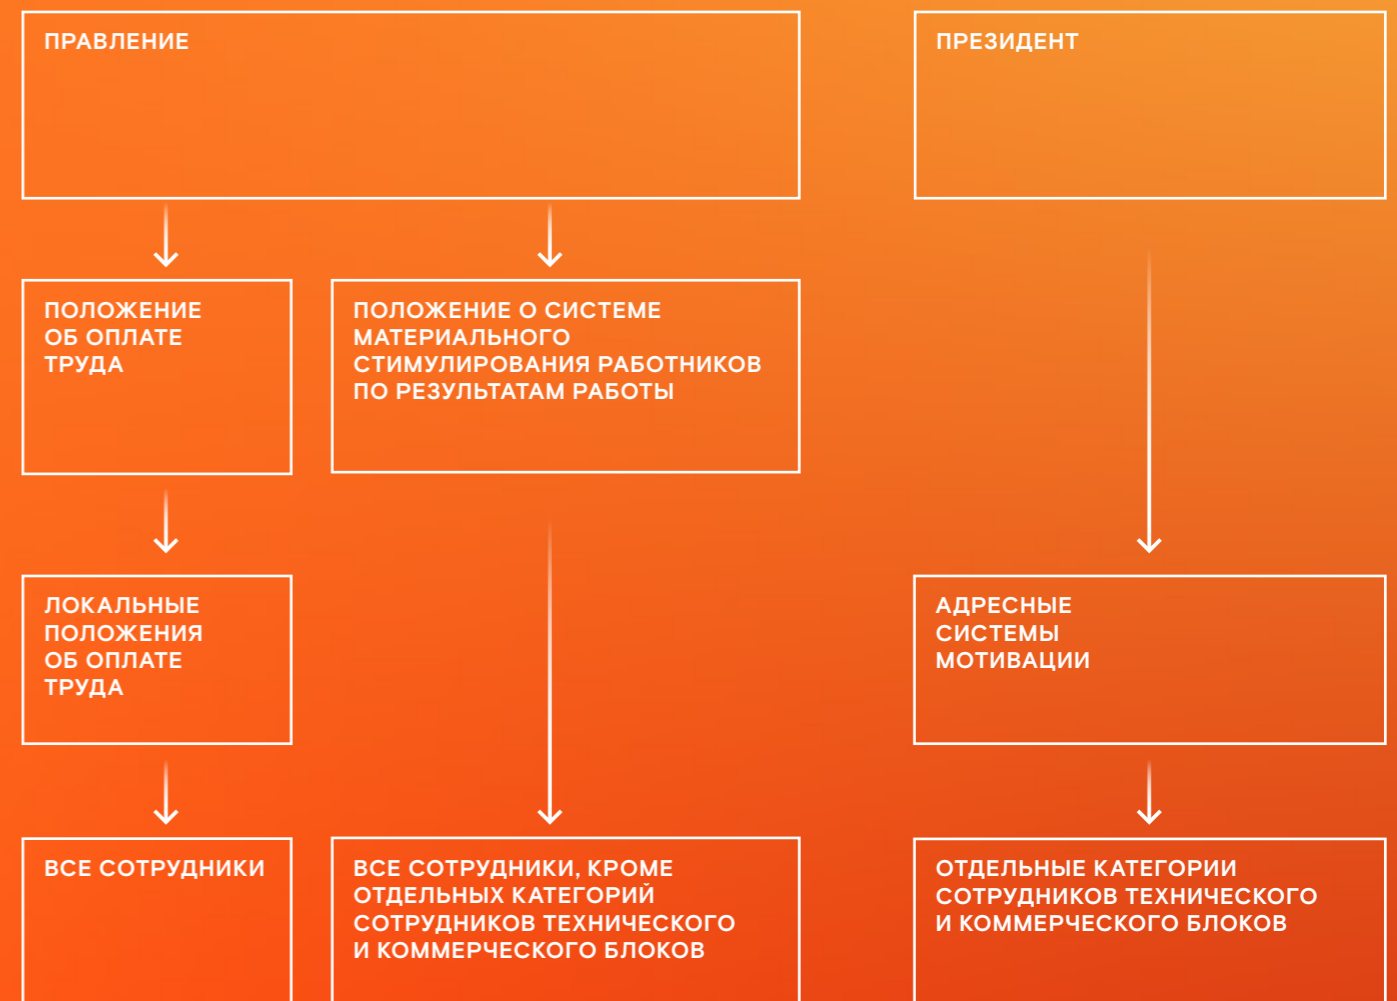 ПРАВЛЕНИЕ
ПРЕЗИДЕНТ
ПОЛОЖЕНИЕ
ОБ ОПЛАТЕ
ТРУДА
ПОЛОЖЕНИЕ О СИСТЕМЕ
МАТЕРИАЛЬНОГО
СТИМУЛИРОВАНИЯ РАБОТНИКОВ
ПО РЕЗУЛЬТАТАМ РАБОТЫ
ЛОКАЛЬНЫЕ
ПОЛОЖЕНИЯ
ОБ ОПЛАТЕ
ТРУДА
АДРЕСНЫЕ
СИСТЕМЫ
МОТИВАЦИИ
ВСЕ СОТРУДНИКИ
ВСЕ СОТРУДНИКИ, КРОМЕ
ОТДЕЛЬНЫХ КАТЕГОРИЙ
СОТРУДНИКОВ ТЕХНИЧЕСКОГО
И КОММЕРЧЕСКОГО БЛОКОВ
ОТДЕЛЬНЫЕ КАТЕГОРИИ
СОТРУДНИКОВ ТЕХНИЧЕСКОГО
И КОММЕРЧЕСКОГО БЛОКОВ